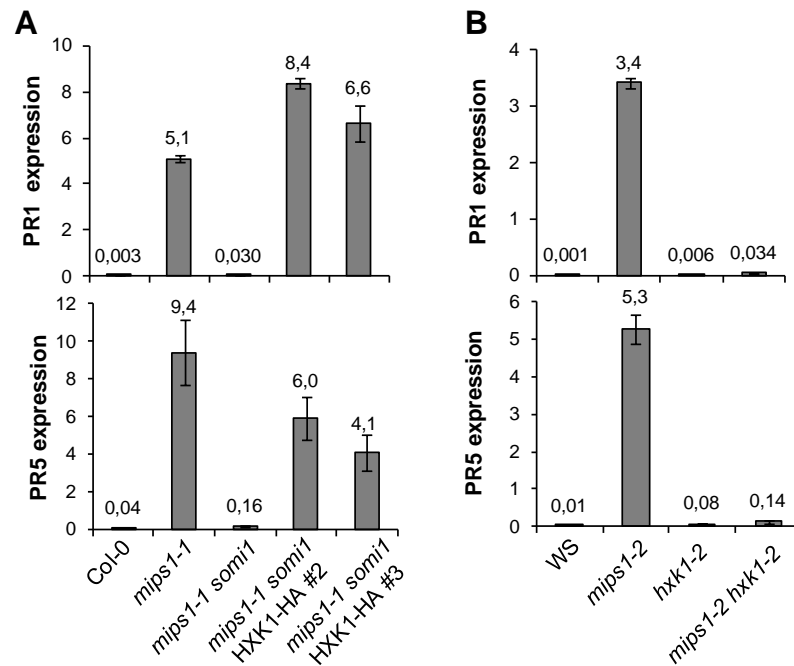 A
PR1 expression
10
8
6
4
2
0
0,003
5,1
0,030
8,4
6,6
PR5 expression
12
10
8
6
4
2
0
0,04
9,4
0,16
6,0
4,1
Col-0
mips1-1
mips1-1 somi1
mips1-1 somi1
HXK1-HA #2
mips1-1 somi1
HXK1-HA #3
B
PR1 expression
4
3
2
1
0
0,001
3,4
0,006
0,034
PR5 expression
6
5
4
3
2
1
0
0,01
5,3
0,08
0,14
WS
mips1-2
hxk1-2
mips1-2 hxk1-2